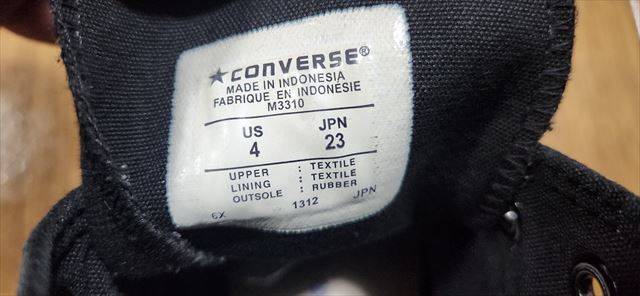 CONVERSE®
MADE IN INDONESIA
FABRIQUE EN INDONESIE
M3310
US JPN
4 23
UPPER : TEXTILE
LINING : TEXTILE
OUTSOLE : RUBBER
EX 1312 JPN